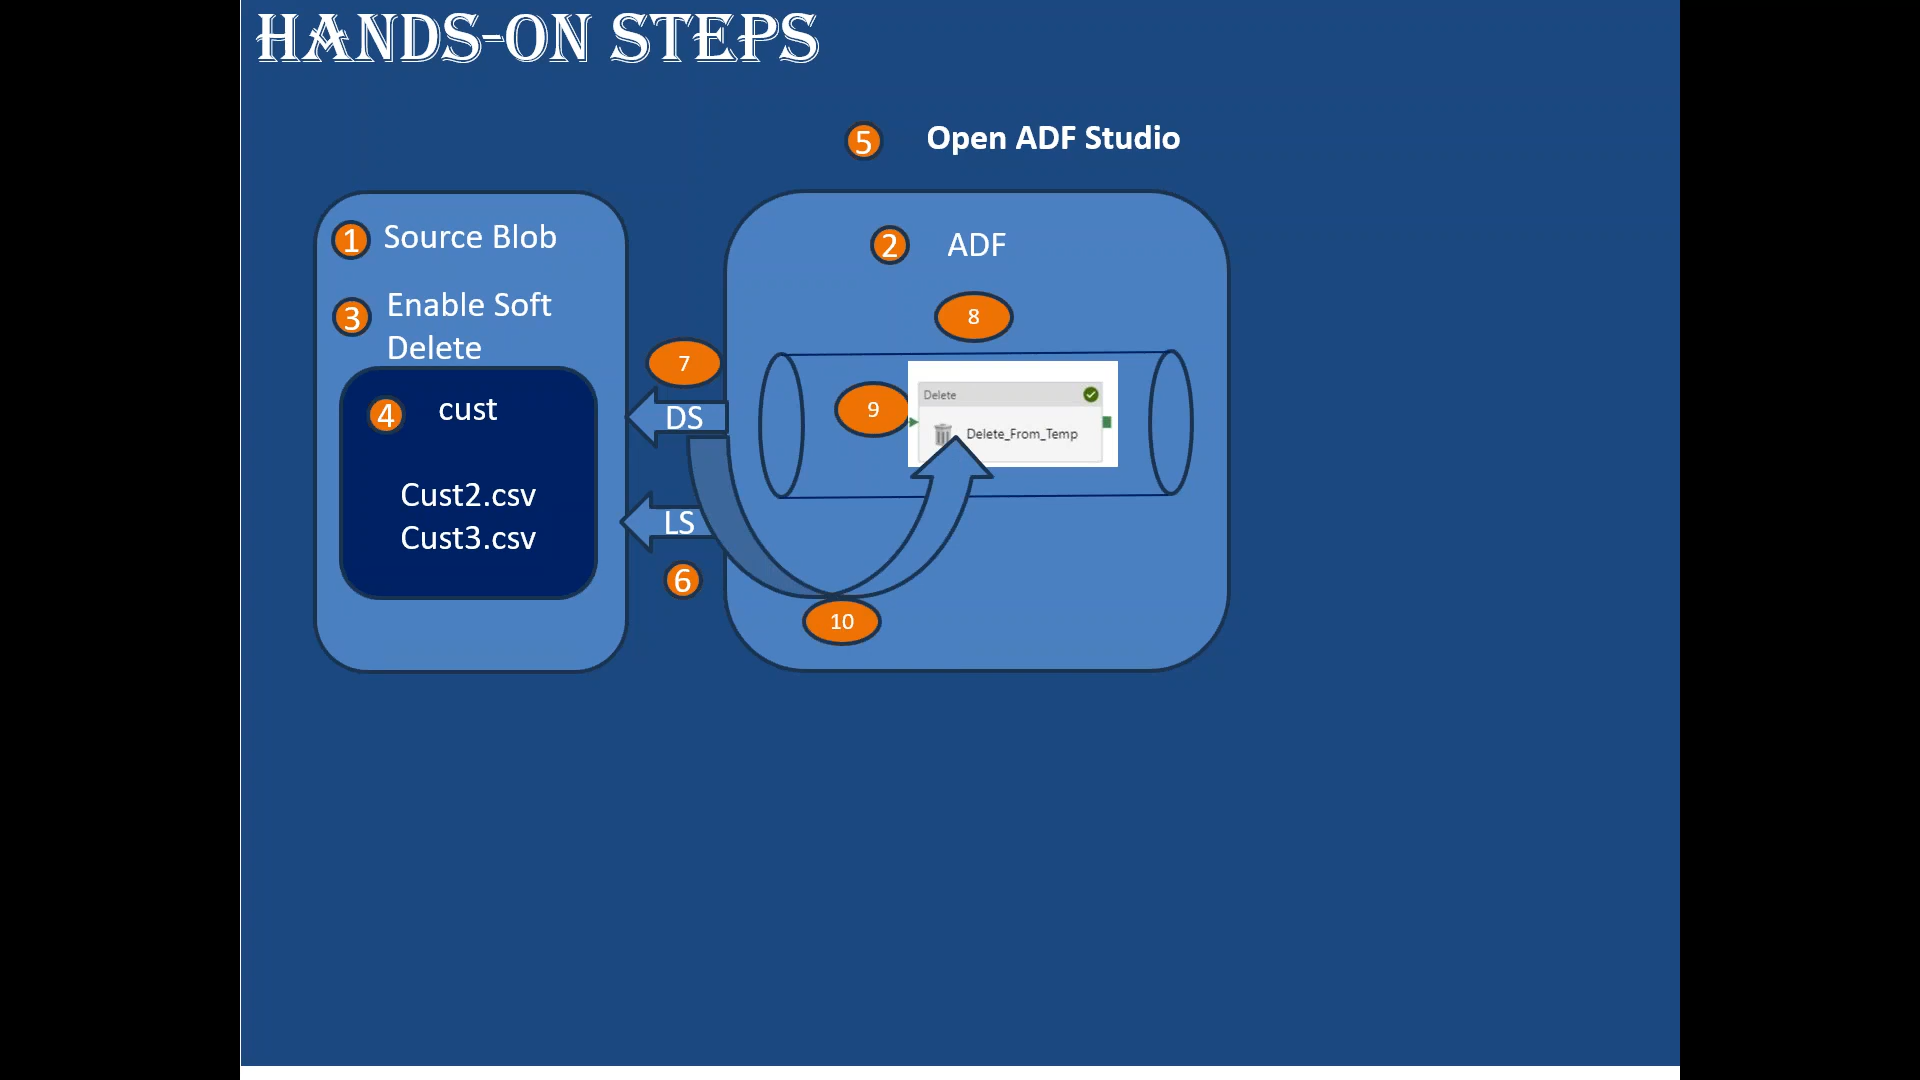 HANDS-ON STEPS
5 Open ADF Studio
1 Source Blob
3 Enable Soft
Delete
4 cust
Cust2.csv
Cust3.csv
7
DS
LS
6
2 ADF
8
9
Delete
Delete_From_Temp
10